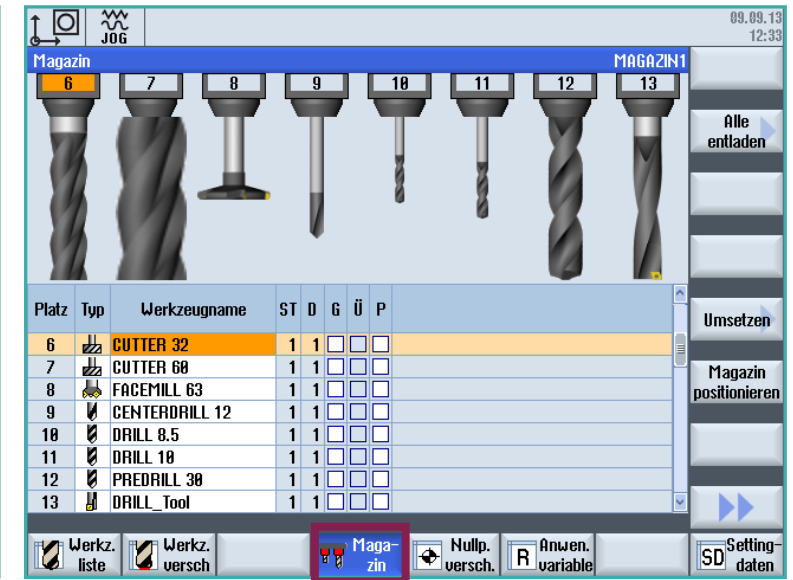 JOG
09.09.13
12:33
Magazin MAGAZIN1
6 7 8 9 10 11 12 13
Alle
entladen
Platz Typ Werkzeugname ST D G Ü P
6 CUTTER 32 1 1
7 CUTTER 60 1 1
8 FACEMILL 63 1 1
9 CENTERDRILL 12 1 1
10 DRILL 8.5 1 1
11 DRILL 10 1 1
12 PREDRILL 30 1 1
13 DRILL_Tool 1 1
Umsetzen
Magazin
positionieren
Werkz.
liste
Werkz.
versch
Maga-
zin
Nullp.
versch.
R Anwen.
variable
SD Setting-
daten